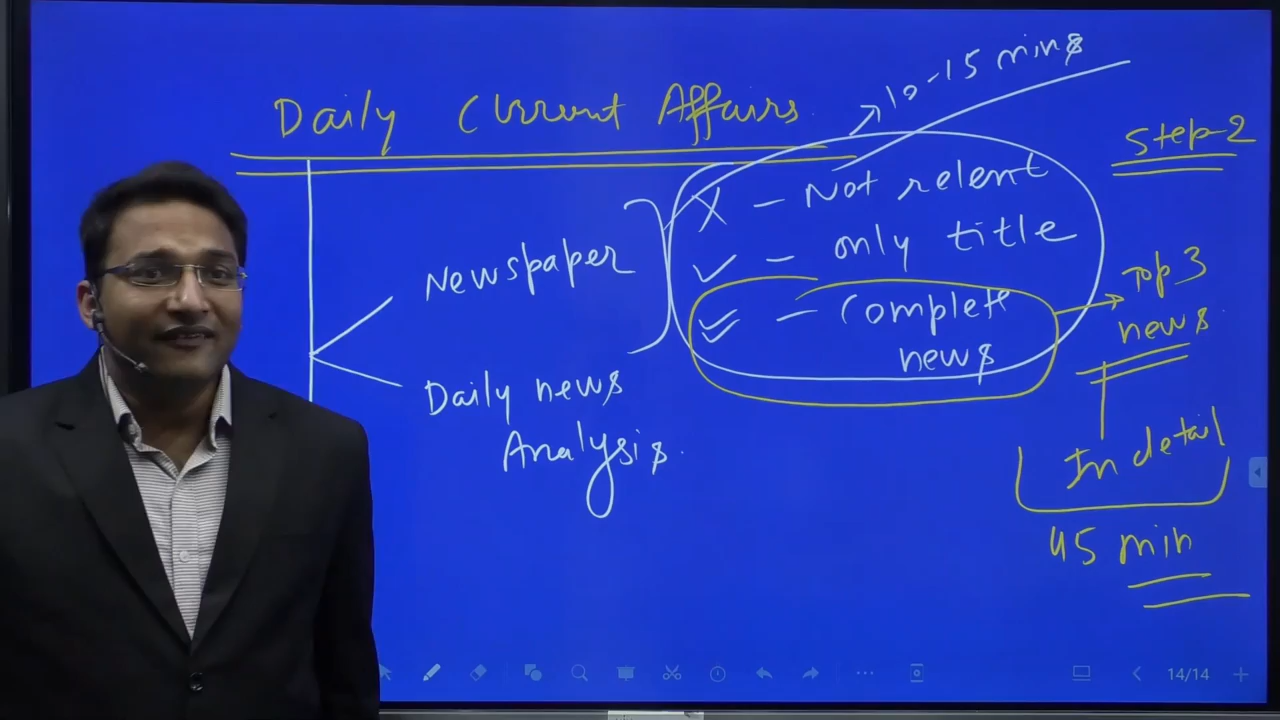 Daily Current Affairs
10-15 mins
Step-2
X - Not relent
✓ - only title
Newspaper
- Complete
news
Top 3
news
Daily news
Analysis
In detail
45 min
14/14